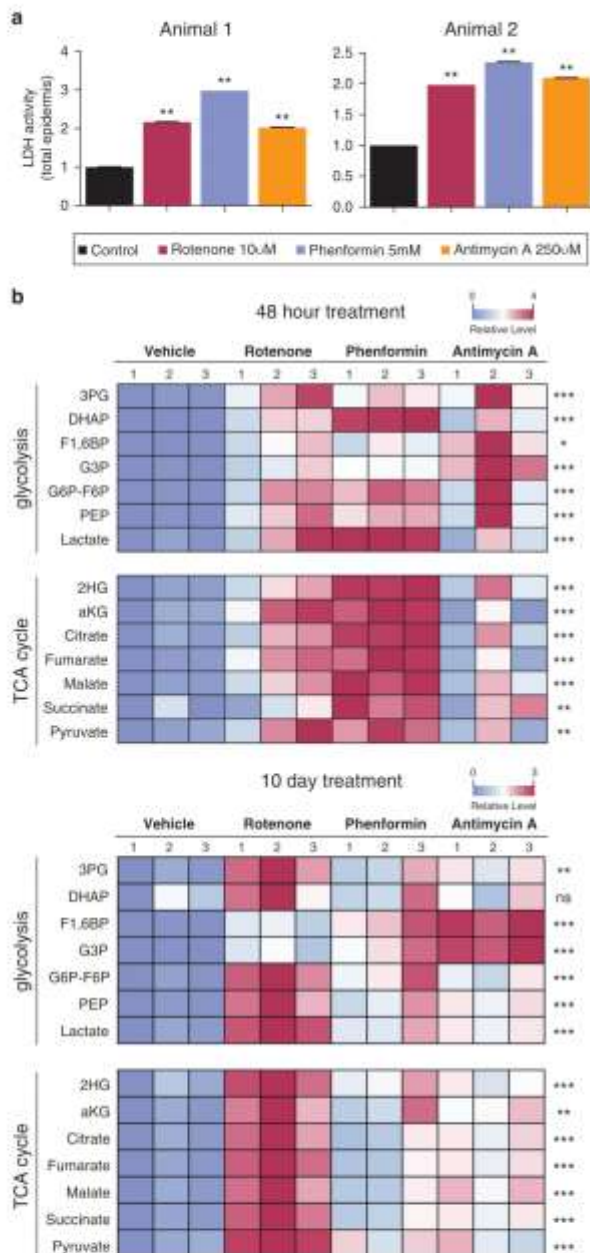 a
Animal 1 Animal 2
LDH activity
(total epidermis)
4
3
2
1
0
2.5
2.0
1.5
1.0
0.5
0.0
** ** **
** ** **
Control Rotenone 10υM Phenformin 5mM Antimycin A 250υM
b
48 hour treatment
0 4
Relative Level
Vehicle Rotenone Phenformin Antimycin A
1 2 3 1 2 3 1 2 3 1 2 3
glycolysis
3PG ***
DHAP ***
F1,6BP *
G3P ***
G6P-F6P ***
PEP ***
Lactate ***
TCA cycle
2HG ***
aKG ***
Citrate ***
Fumarate ***
Malate ***
Succinate **
Pyruvate **
10 day treatment
0 3
Relative Level
Vehicle Rotenone Phenformin Antimycin A
1 2 3 1 2 3 1 2 3 1 2 3
glycolysis
3PG **
DHAP ns
F1,6BP ***
G3P ***
G6P-F6P ***
PEP ***
Lactate ***
TCA cycle
2HG ***
aKG **
Citrate ***
Fumarate ***
Malate ***
Succinate ***
Pyruvate ***